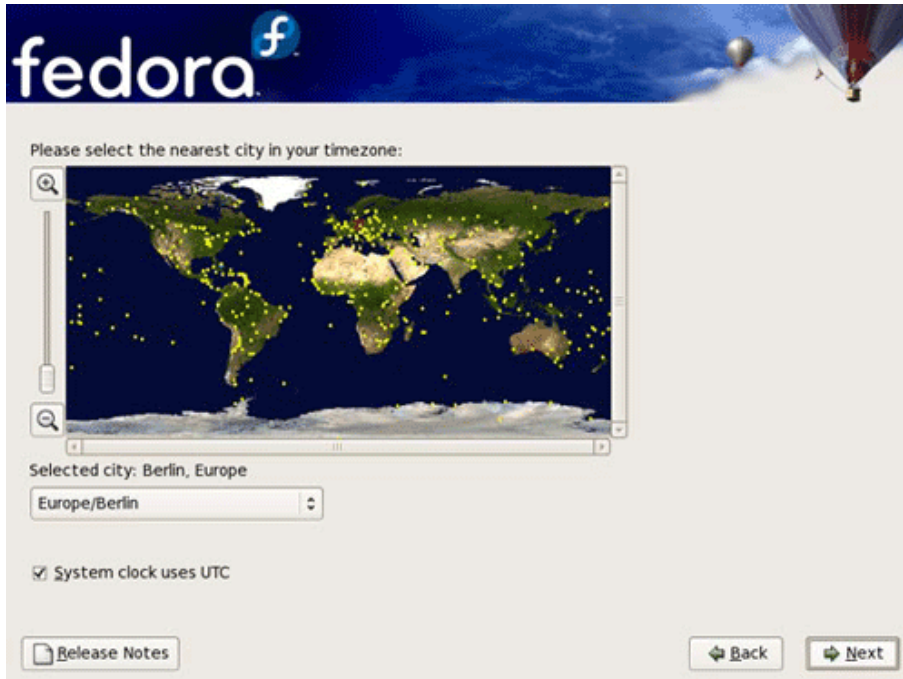 fedora
Please select the nearest city in your timezone:
Selected city: Berlin, Europe
Europe/Berlin
System clock uses UTC
Release Notes
Back
Next